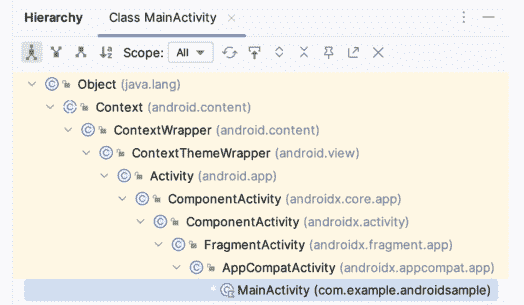 Hierarchy Class MainActivity
Scope: All
Object (java.lang)
Context (android.content)
ContextWrapper (android.content)
ContextThemeWrapper (android.view)
Activity (android.app)
ComponentActivity (androidx.core.app)
ComponentActivity (androidx.activity)
FragmentActivity (androidx.fragment.app)
AppCompatActivity (androidx.appcompat.app)
MainActivity (com.example.androidsample)